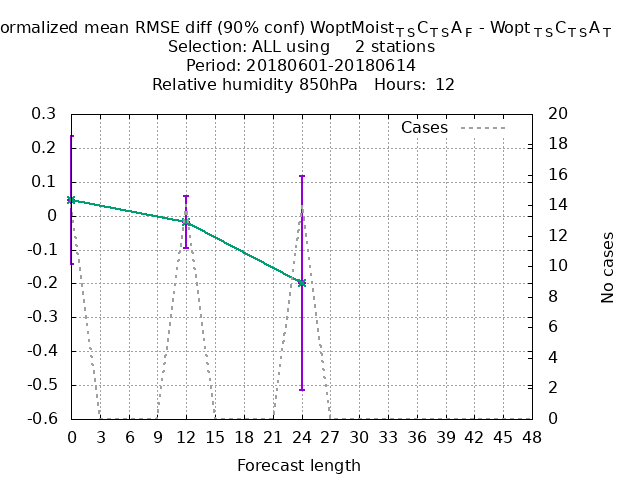 ormalized mean RMSE diff (90% conf) WoptMoist_TSC_TSA_F - Wopt_TSC_TSA_T
Selection: ALL using 2 stations
Period: 20180601-20180614
Relative humidity 850hPa Hours: 12
Cases
0.3
0.2
0.1
0
-0.1
-0.2
-0.3
-0.4
-0.5
-0.6
20
18
16
14
12
10
8
6
4
2
0
No cases
0 3 6 9 12 15 18 21 24 27 30 33 36 39 42 45 48
Forecast length